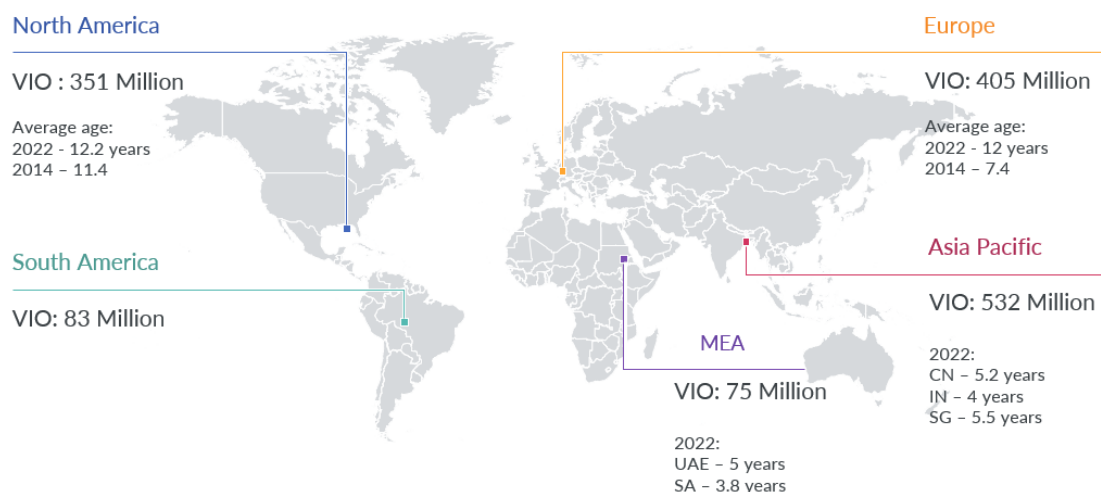 North America
VIO : 351 Million
Average age:
2022 - 12.2 years
2014 – 11.4
Europe
VIO: 405 Million
Average age:
2022 - 12 years
2014 – 7.4
South America
VIO: 83 Million
Asia Pacific
VIO: 532 Million
2022:
CN – 5.2 years
IN – 4 years
SG – 5.5 years
MEA
VIO: 75 Million
2022:
UAE – 5 years
SA – 3.8 years